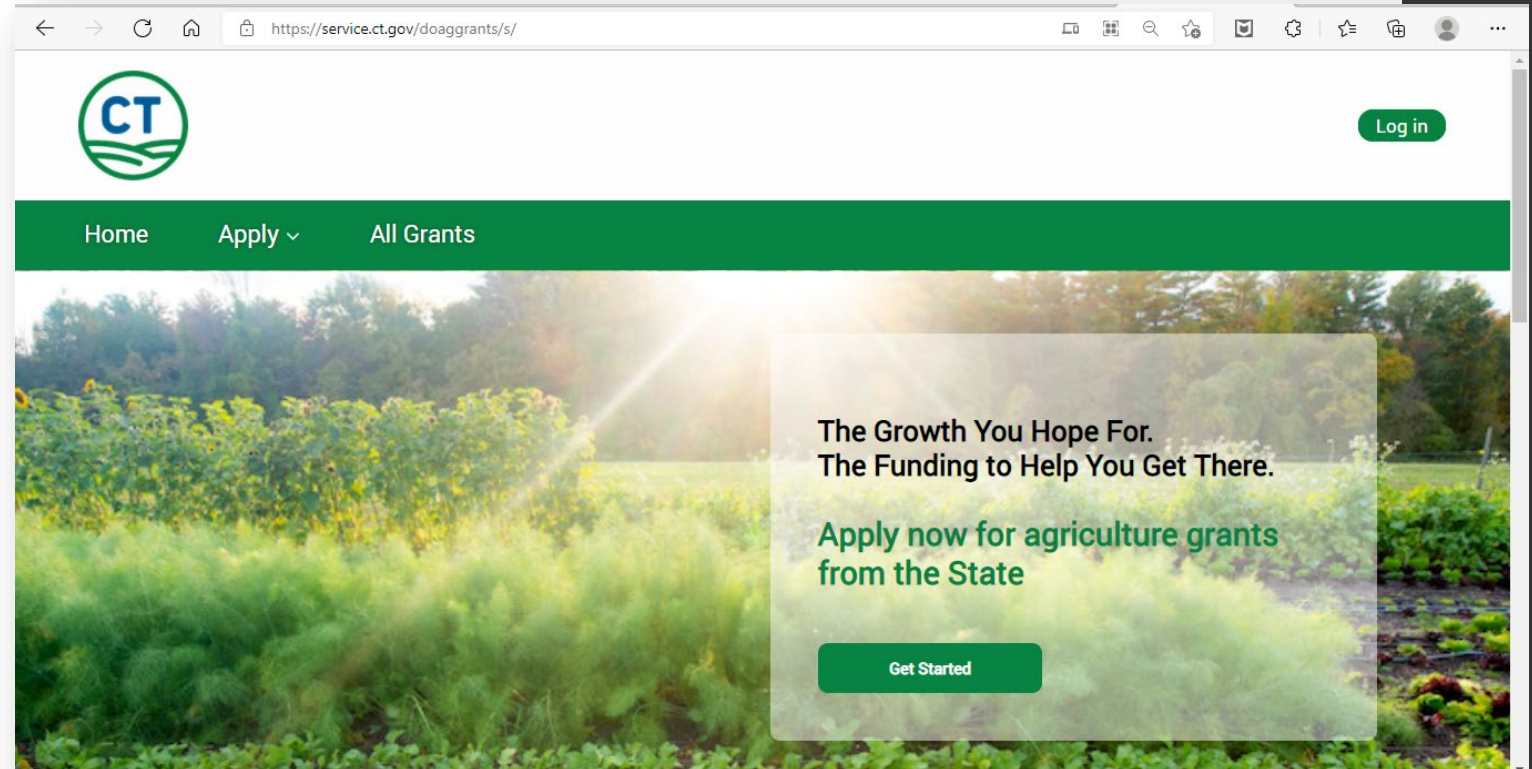 https://service.ct.gov/doaggrants/s/
CT
Log in
Home Apply All Grants
The Growth You Hope For.
The Funding to Help You Get There.
Apply now for agriculture grants
from the State
Get Started